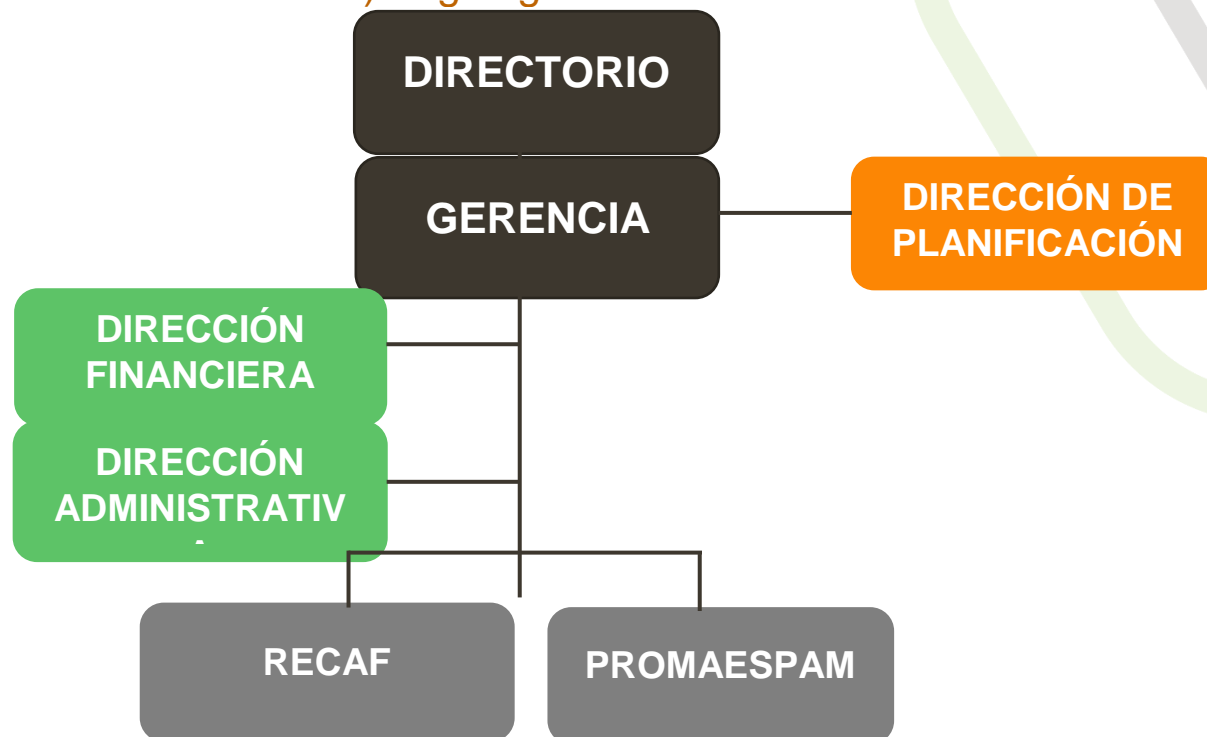 DIRECTORIO
GERENCIA
DIRECCIÓN DE
PLANIFICACIÓN
DIRECCIÓN
FINANCIERA
DIRECCIÓN
ADMINISTRATIV
RECAF
PROMAESPAM